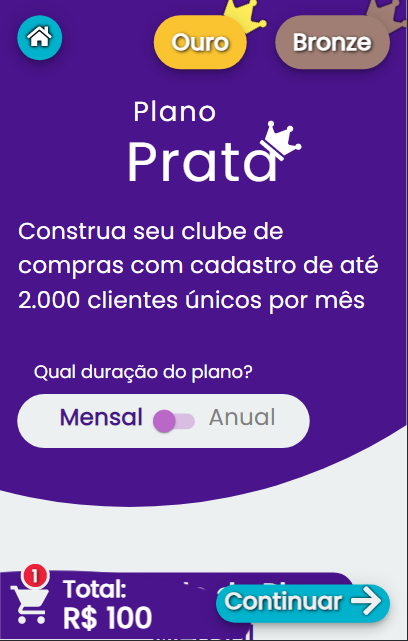 Ouro
Bronze
Plano
Prata
Construa seu clube de
compras com cadastro de até
2.000 clientes únicos por mês
Qual duração do plano?
Mensal
Anual
1
Total:
R$ 100
Continuar